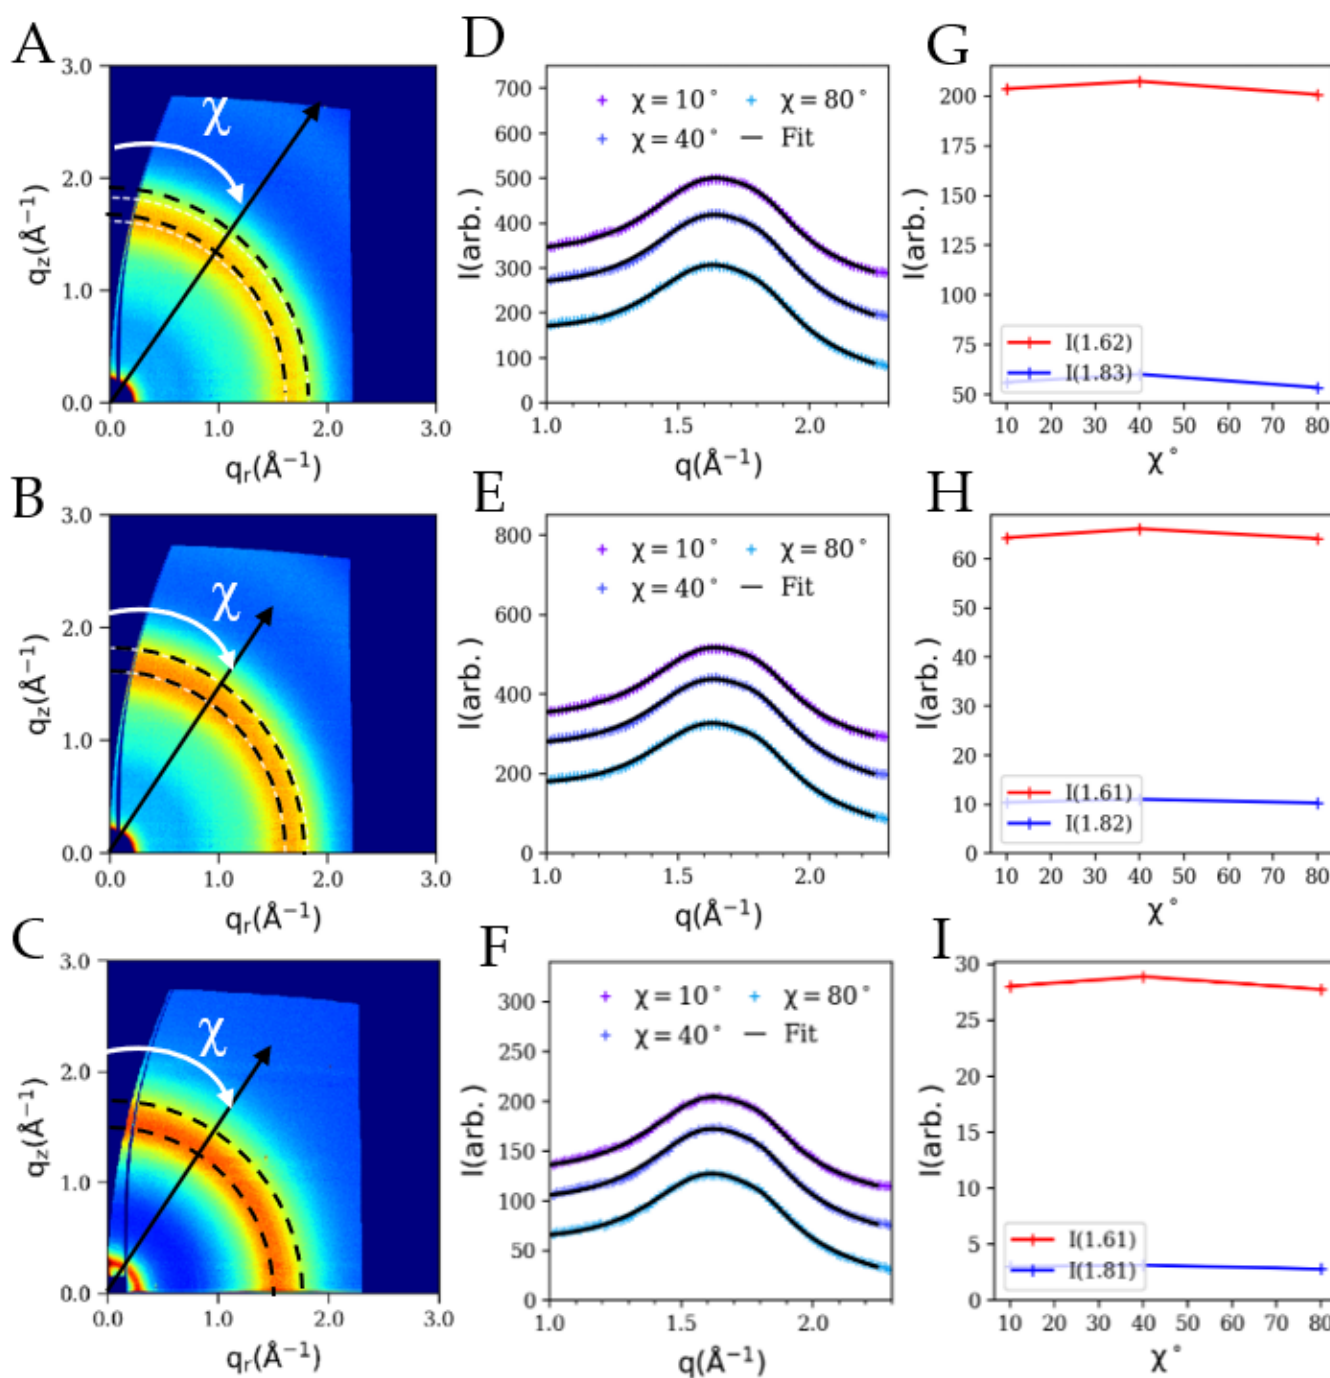 A
3.0
2.0
1.0
0.0
0.0 1.0 2.0 3.0
qz(Å⁻¹)
qr(Å⁻¹)
χ
D
700
600
500
400
300
200
100
0
1.0 1.5 2.0
I(arb. )
q(Å⁻¹)
χ = 10° χ = 80°
χ = 40° Fit
G
200
175
150
125
100
75
50
10 20 30 40 50 60 70 80
I(arb. )
χ°
I(1.62)
I(1.83)
B
3.0
2.0
1.0
0.0
0.0 1.0 2.0 3.0
qz(Å⁻¹)
qr(Å⁻¹)
χ
E
800
600
400
200
0
1.0 1.5 2.0
I(arb. )
q(Å⁻¹)
χ = 10° χ = 80°
χ = 40° Fit
H
60
50
40
30
20
10
0
10 20 30 40 50 60 70 80
I(arb. )
χ°
I(1.61)
I(1.82)
C
3.0
2.0
1.0
0.0
0.0 1.0 2.0 3.0
qz(Å⁻¹)
qr(Å⁻¹)
χ
F
300
250
200
150
100
50
0
1.0 1.5 2.0
I(arb. )
q(Å⁻¹)
χ = 10° χ = 80°
χ = 40° Fit
I
30
25
20
15
10
5
0
10 20 30 40 50 60 70 80
I(arb. )
χ°
I(1.61)
I(1.81)